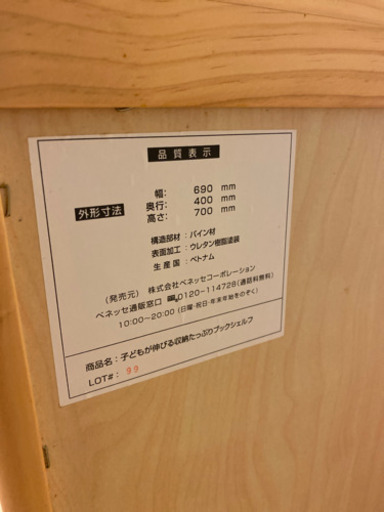 品質表示
外形寸法
幅: 690 mm
奥行: 400 mm
高さ: 700 mm
構造部材：パイン材
表面加工：ウレタン樹脂塗装
生産国：ベトナム
(発売元) 株式会社ベネッセコーポレーション
ベネッセ通販窓口 0120-114728(通話料無料)
10:00～20:00 (日曜･祝日･年末年始をのぞく)
商品名：子どもが伸びる収納たっぷりブックシェルフ
LOT#: 99